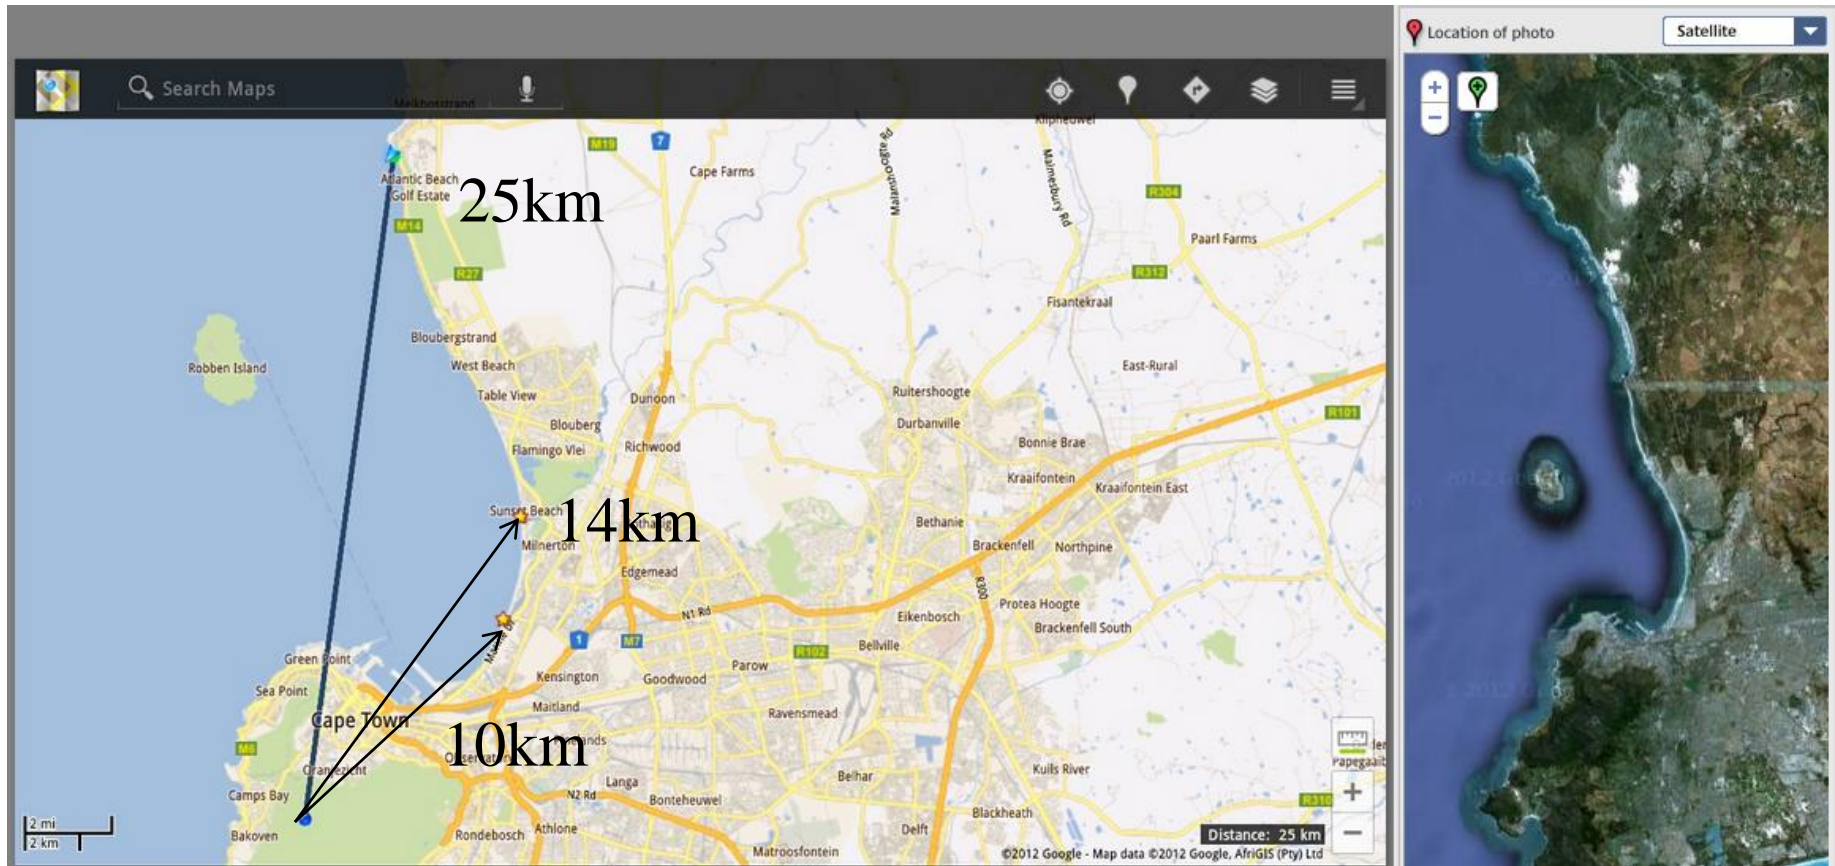 Location of photo
Satellite
Search Maps
Melkbosstrand
Klipheuwel
M19
7
Malanshoogte Rd
Malmesbury Rd
Cape Farms
Atlantic Beach
Golf Estate
25km
R304
M14
Paarl Farms
R27
R312
Fisantekraal
Bloubergstrand
Robben Island
West Beach
East-Rural
Table View
Dunoon
Ruitershoogte
R101
Blouberg
Durbanville
Flamingo Vlei
Richwood
Bonnie Brae
Kraaifontein
Kraaifontein East
Sunset Beach
14km
Bethanie
Milnerton
Brackenfell
Northpine
Edgemead
R300
N1 Rd
Protea Hoogte
Eikenbosch
Brackenfell South
1
M7
R102
Bellville
Green Point
Parow
Kensington
Goodwood
Sea Point
Maitland
Cape Town
Ravensmead
10km
M6
Oranjezicht
Kuils River
Belhar
Langa
Camps Bay
N2 Rd
Bonteheuwel
R310
Blackheath
2 mi
2 km
Bakoven
Rondebosch
Athlone
Delft
Distance: 25 km
Matroosfontein
©2012 Google - Map data ©2012 Google, AfriGIS (Pty) Ltd